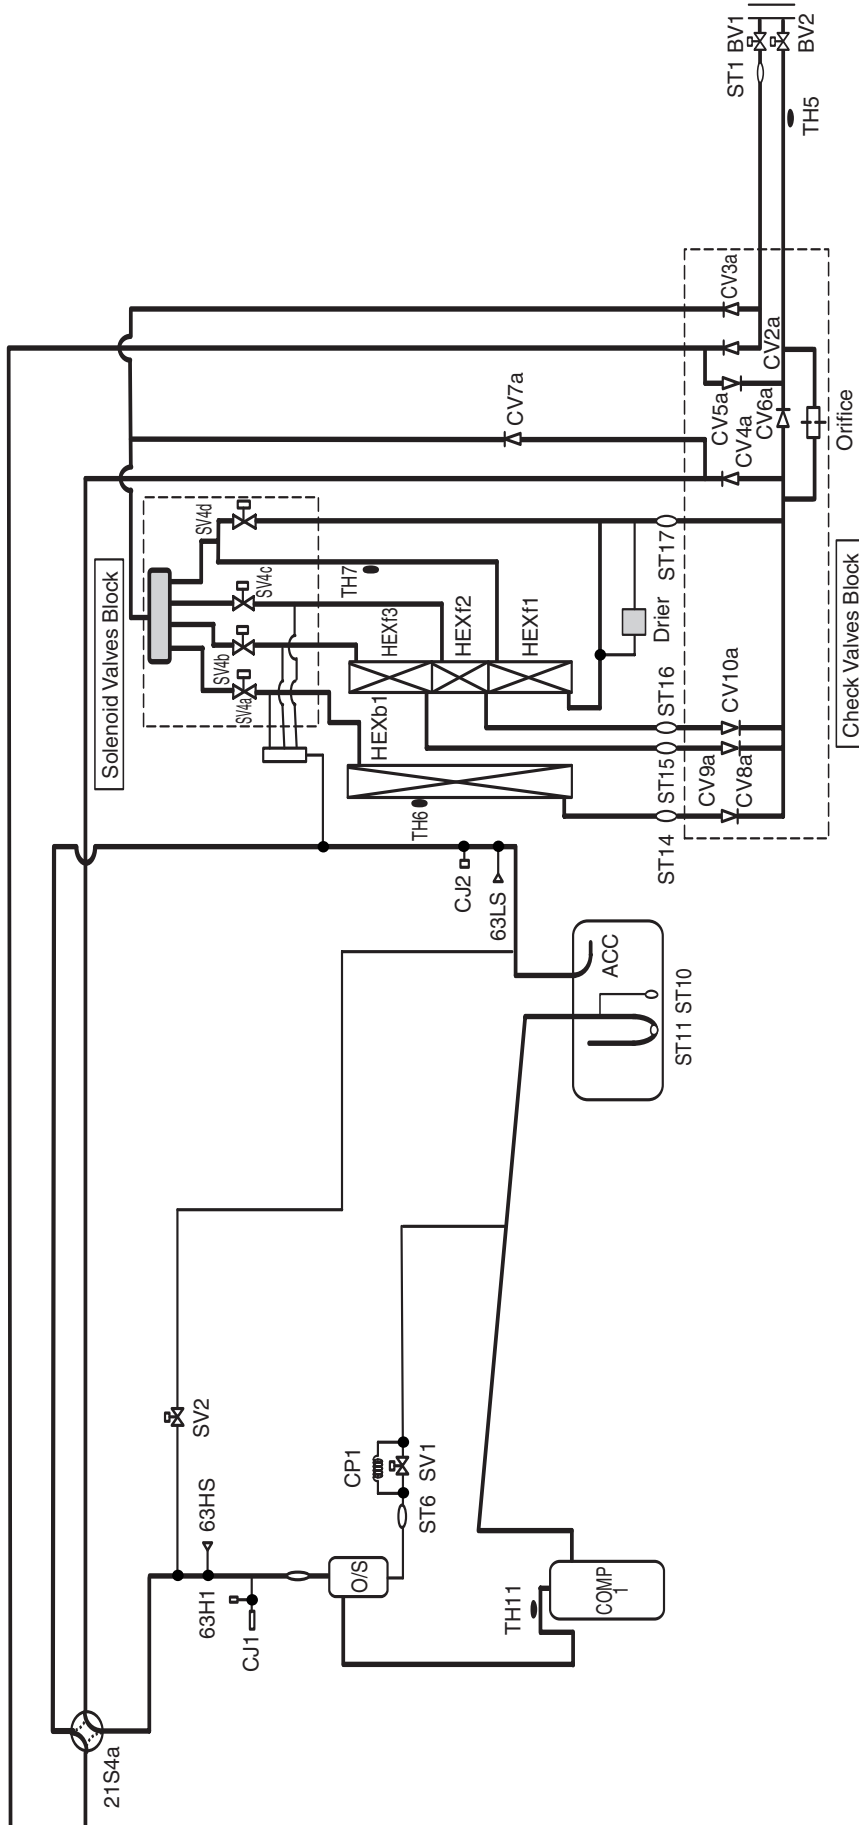 ST1 BV1
BV2
TH5
CV3a
CV2a
CV7a
CV5a
CV6a
CV4a
Orifice
Solenoid Valves Block
SV4d
SV4c
SV4b
SV4a
TH7
HEXf3
HEXf2
HEXf1
HEXb1
TH6
Drier
ST17
ST16
ST15
ST14
CV10a
CV9a
CV8a
Check Valves Block
CJ2
63LS
ACC
ST11 ST10
SV2
CP1
ST6 SV1
63HS
63H1
CJ1
O/S
TH11
COMP
1
21S4a